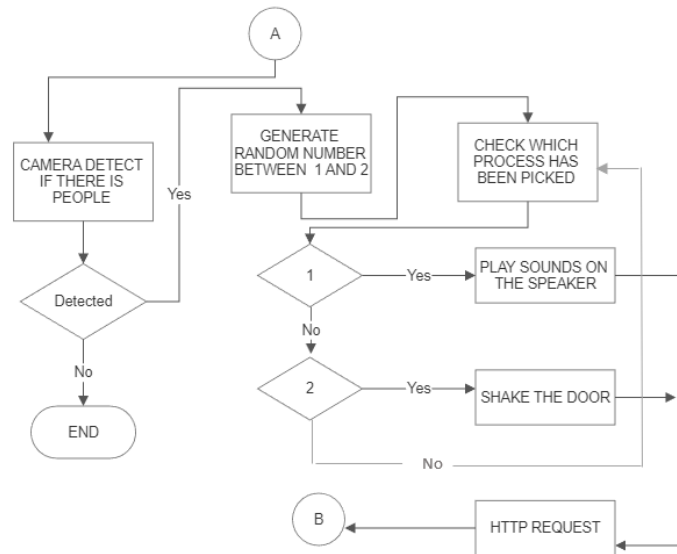 A
CAMERA DETECT
IF THERE IS
PEOPLE
Yes
GENERATE
RANDOM NUMBER
BETWEEN 1 AND 2
CHECK WHICH
PROCESS HAS
BEEN PICKED
Detected
No
END
1
Yes
PLAY SOUNDS ON
THE SPEAKER
No
2
Yes
SHAKE THE DOOR
No
B
HTTP REQUEST